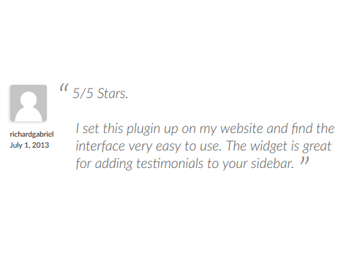 “ 5/5 Stars.
I set this plugin up on my website and find the
interface very easy to use. The widget is great
for adding testimonials to your sidebar. ”
richardgabriel
July 1, 2013